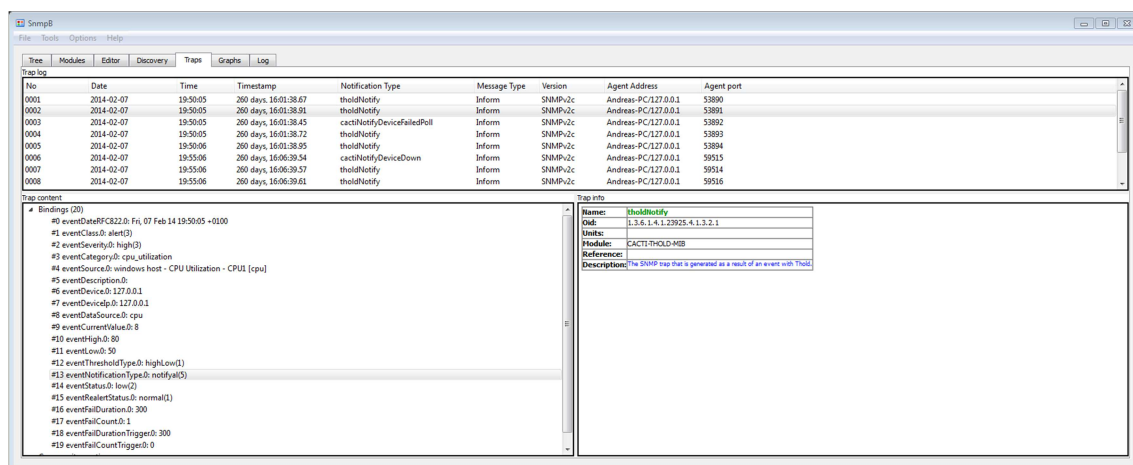 SnmpB
File Tools Options Help
Tree Modules Editor Discovery Traps Graphs Log
Trap log
No Date Time Timestamp Notification Type Message Type Version Agent Address Agent port
0001 2014-02-07 19:50:05 260 days, 16:01:38.67 tholdNotify Inform SNMPv2c Andreas-PC/127.0.0.1 53890
0002 2014-02-07 19:50:05 260 days, 16:01:38.91 tholdNotify Inform SNMPv2c Andreas-PC/127.0.0.1 53891
0003 2014-02-07 19:50:05 260 days, 16:01:38.45 cactiNotifyDeviceFailedPoll Inform SNMPv2c Andreas-PC/127.0.0.1 53892
0004 2014-02-07 19:50:05 260 days, 16:01:38.72 tholdNotify Inform SNMPv2c Andreas-PC/127.0.0.1 53893
0005 2014-02-07 19:50:06 260 days, 16:01:38.95 tholdNotify Inform SNMPv2c Andreas-PC/127.0.0.1 53894
0006 2014-02-07 19:55:06 260 days, 16:06:39.54 cactiNotifyDeviceDown Inform SNMPv2c Andreas-PC/127.0.0.1 59515
0007 2014-02-07 19:55:06 260 days, 16:06:39.57 tholdNotify Inform SNMPv2c Andreas-PC/127.0.0.1 59514
0008 2014-02-07 19:55:06 260 days, 16:06:39.61 tholdNotify Inform SNMPv2c Andreas-PC/127.0.0.1 59516
Trap content
Bindings (20)
#0 eventDateRFC822.0: Fri, 07 Feb 14 19:50:05 +0100
#1 eventClass.0: alert(3)
#2 eventSeverity.0: high(3)
#3 eventCategory.0: cpu_utilization
#4 eventSource.0: windows host - CPU Utilization - CPU1 [cpu]
#5 eventDescription.0:
#6 eventDevice.0: 127.0.0.1
#7 eventDeviceIp.0: 127.0.0.1
#8 eventDataSource.0: cpu
#9 eventCurrentValue.0: 8
#10 eventHigh.0: 80
#11 eventLow.0: 50
#12 eventThresholdType.0: highLow(1)
#13 eventNotificationType.0: notifyal(5)
#14 eventStatus.0: low(2)
#15 eventRealertStatus.0: normal(1)
#16 eventFailDuration.0: 300
#17 eventFailCount.0: 1
#18 eventFailDurationTrigger.0: 300
#19 eventFailCountTrigger.0: 0
Trap info
Name: tholdNotify
Oid: 1.3.6.1.4.1.23925.4.1.3.2.1
Units:
Module: CACTI-THOLD-MIB
Reference:
Description: The SNMP trap that is generated as a result of an event with Thold.